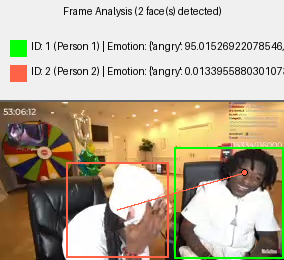 Frame Analysis (2 face(s) detected)
ID: 1 (Person 1) | Emotion: {'angry': 95.01526922078546,
ID: 2 (Person 2) | Emotion: {'angry': 0.013395588030107
53:06:12